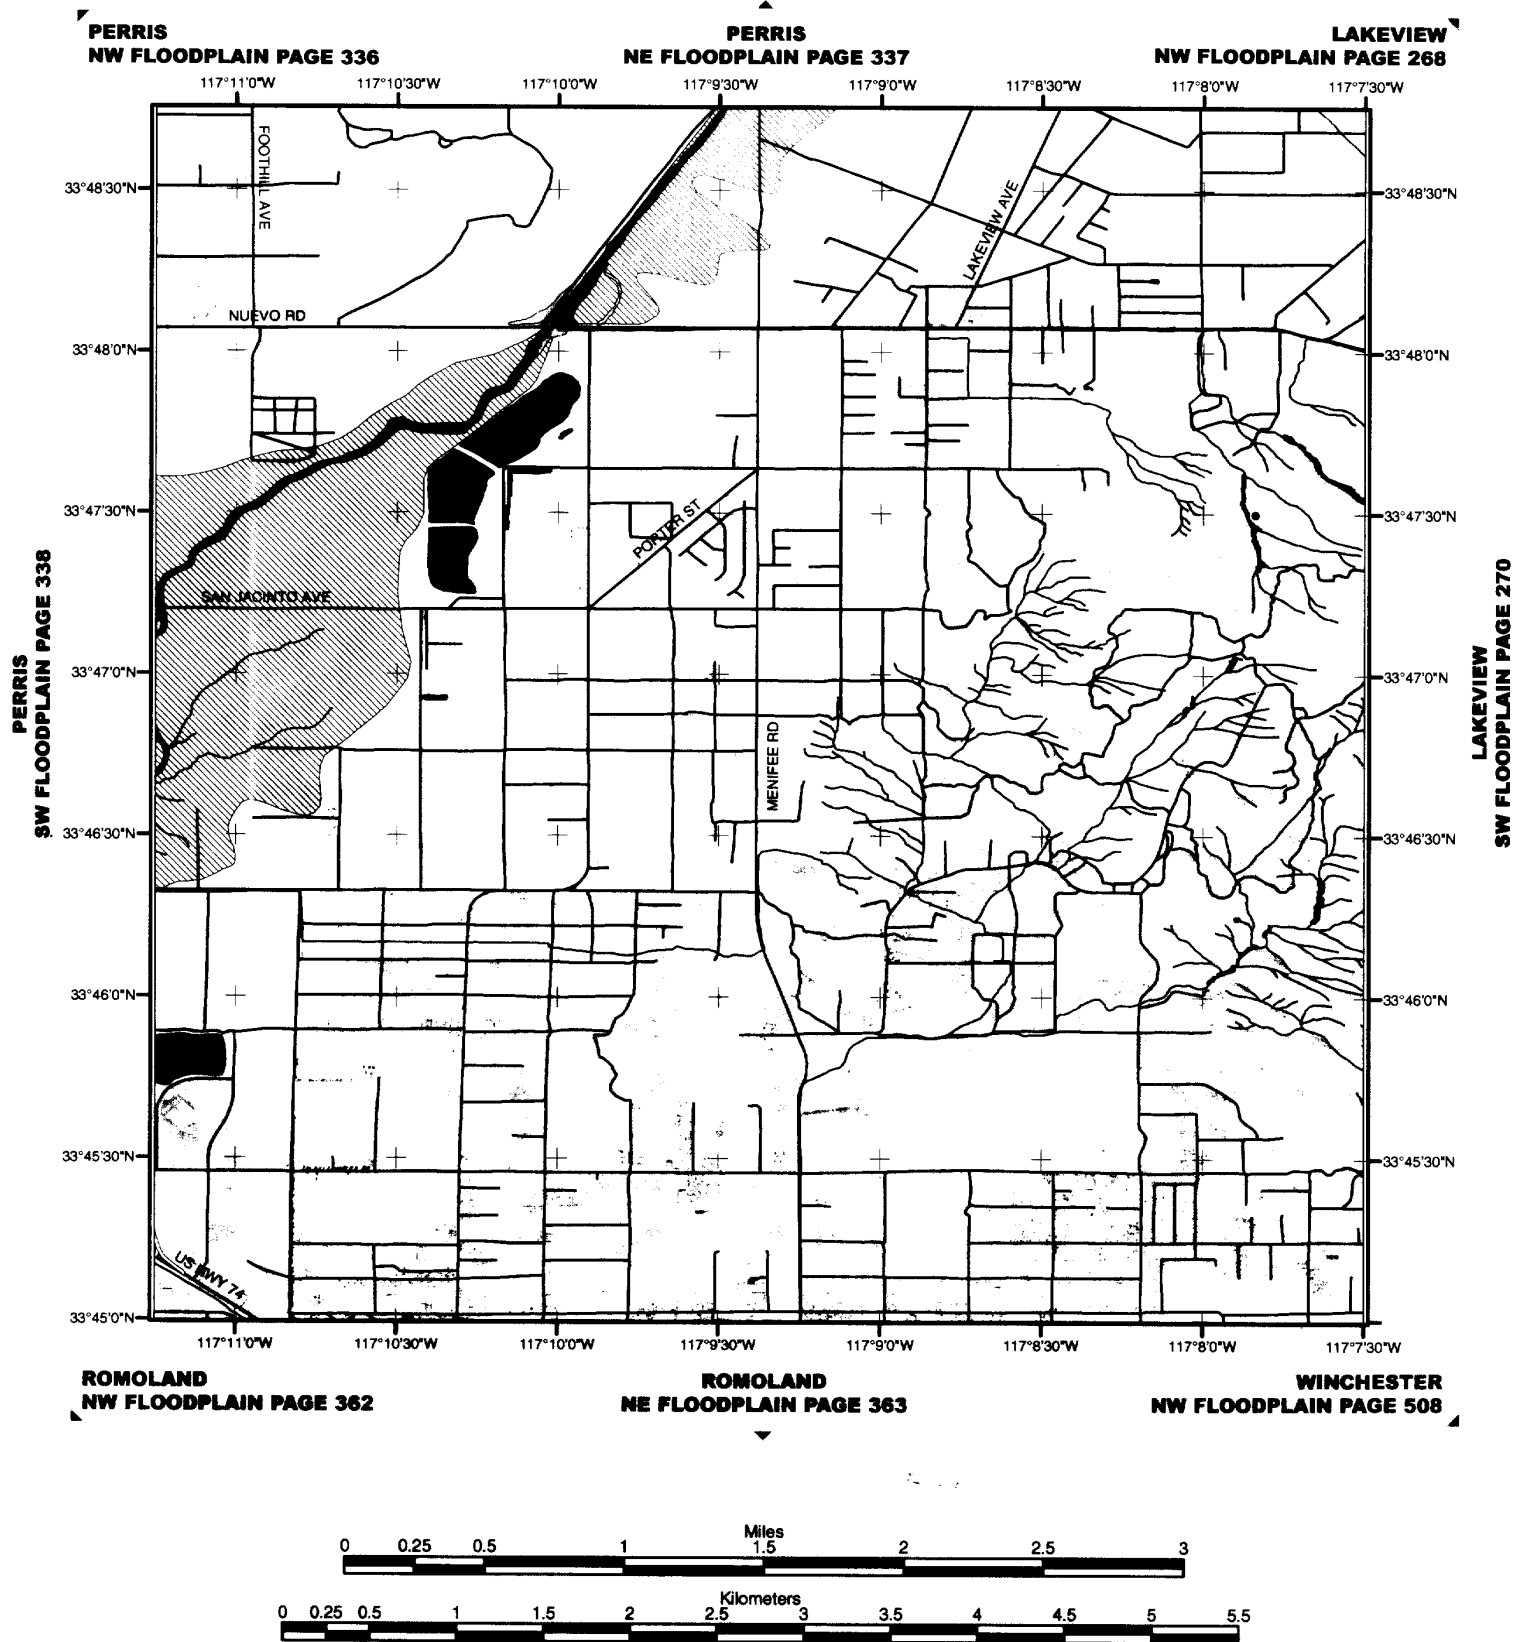 PERRIS
NW FLOODPLAIN PAGE 336
PERRIS
NE FLOODPLAIN PAGE 337
LAKEVIEW
NW FLOODPLAIN PAGE 268
117°11'0"W
117°10'30"W
117°10'0"W
117°9'30"W
117°9'0"W
117°8'30"W
117°8'0"W
117°7'30"W
FOOTHILL AVE
33°48'30"N
33°48'30"N
LAKEVIEW AVE
NUEVO RD
33°48'0"N
33°48'0"N
33°47'30"N
33°47'30"N
PORTER ST
SAN JACINTO AVE
PERRIS
SW FLOODPLAIN PAGE 338
LAKEVIEW
SW FLOODPLAIN PAGE 270
33°47'0"N
33°47'0"N
MENIFEE RD
33°46'30"N
33°46'30"N
33°46'0"N
33°46'0"N
33°45'30"N
33°45'30"N
US HWY 74
33°45'0"N
117°11'0"W
117°10'30"W
117°10'0"W
117°9'30"W
117°9'0"W
117°8'30"W
117°8'0"W
117°7'30"W
ROMOLAND
NW FLOODPLAIN PAGE 362
ROMOLAND
NE FLOODPLAIN PAGE 363
WINCHESTER
NW FLOODPLAIN PAGE 508
Miles
0 0.25 0.5 1 1.5 2 2.5 3
Kilometers
0 0.25 0.5 1 1.5 2 2.5 3 3.5 4 4.5 5 5.5